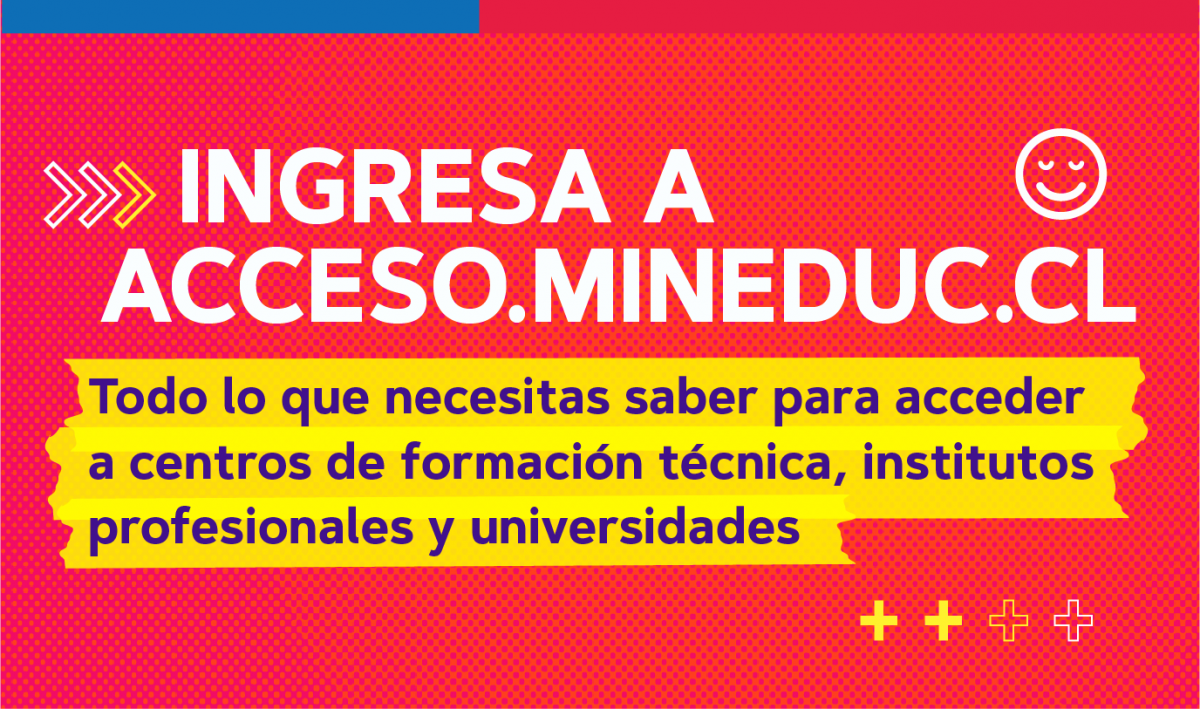 INGRESA A
ACCESO.MINEDUC.CL
Todo lo que necesitas saber para acceder
a centros de formación técnica, institutos
profesionales y universidades